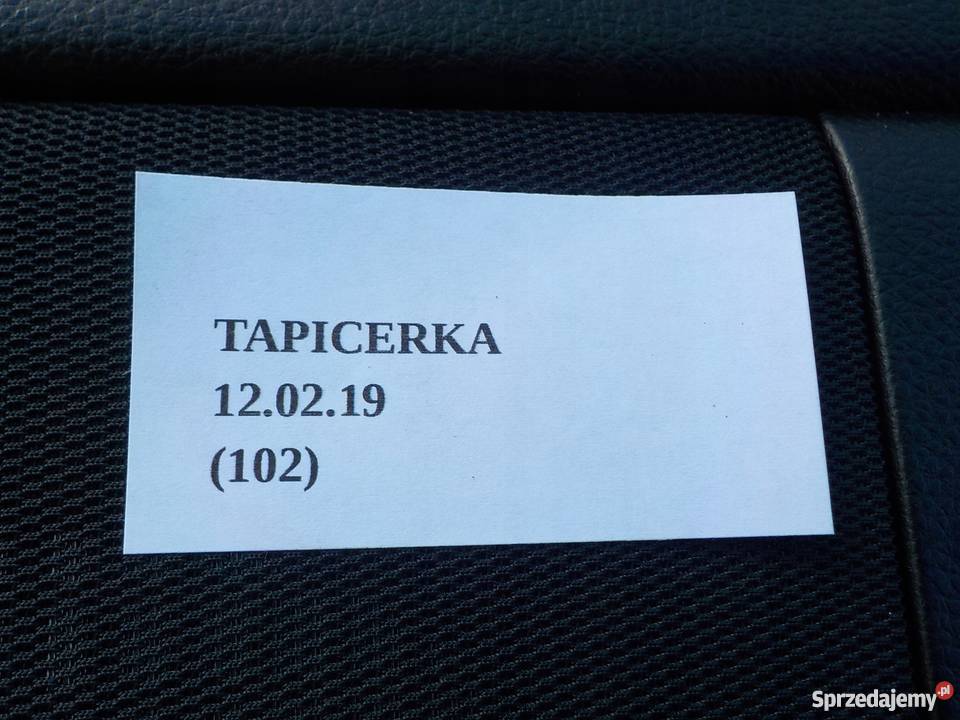 TAPICERKA
12.02.19
(102)
Sprzedajemy.pl